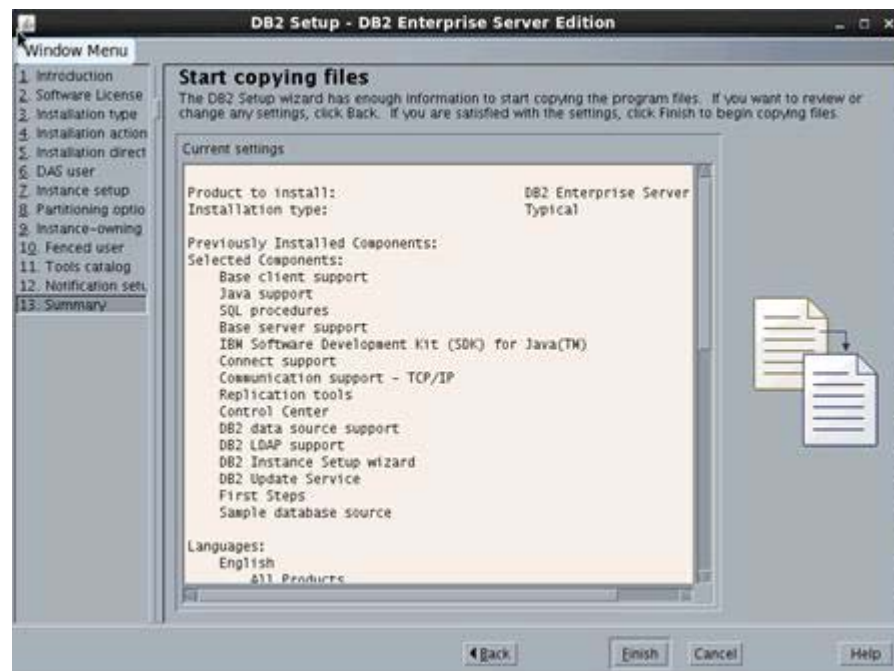 DB2 Setup - DB2 Enterprise Server Edition
Window Menu
1. Introduction
2. Software License
3. Installation type
4. Installation action
5. Installation direct
6. DAS user
7. Instance setup
8. Partitioning optio
9. Instance-owning
10. Fenced user
11. Tools catalog
12. Notification setu
13. Summary
Start copying files
The DB2 Setup wizard has enough information to start copying the program files. If you want to review or
change any settings, click Back. If you are satisfied with the settings, click Finish to begin copying files.
Current settings
Product to install: DB2 Enterprise Server
Installation type: Typical
Previously Installed Components:
Selected Components:
Base client support
Java support
SQL procedures
Base server support
IBM Software Development Kit (SDK) for Java(TM)
Connect support
Communication support - TCP/IP
Replication tools
Control Center
DB2 data source support
DB2 LDAP support
DB2 Instance Setup wizard
DB2 Update Service
First Steps
Sample database source
Languages:
English
All Products
Back
Finish
Cancel
Help